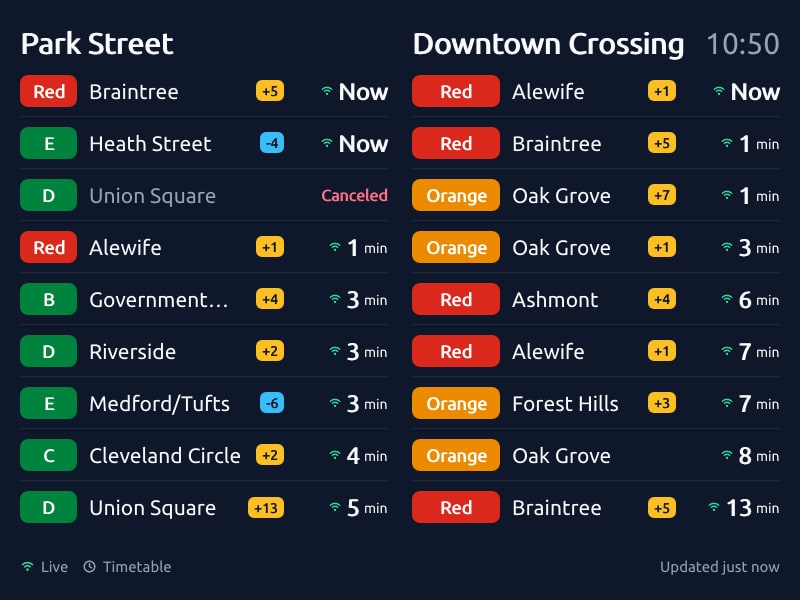 Park Street
Red Braintree +5 Now
E Heath Street -4 Now
D Union Square Canceled
Red Alewife +1 1 min
B Government… +4 3 min
D Riverside +2 3 min
E Medford/Tufts -6 3 min
C Cleveland Circle +2 4 min
D Union Square +13 5 min
Downtown Crossing 10:50
Red Alewife +1 Now
Red Braintree +5 1 min
Orange Oak Grove +7 1 min
Orange Oak Grove +1 3 min
Red Ashmont +4 6 min
Red Alewife +1 7 min
Orange Forest Hills +3 7 min
Orange Oak Grove 8 min
Red Braintree +5 13 min
Live Timetable
Updated just now